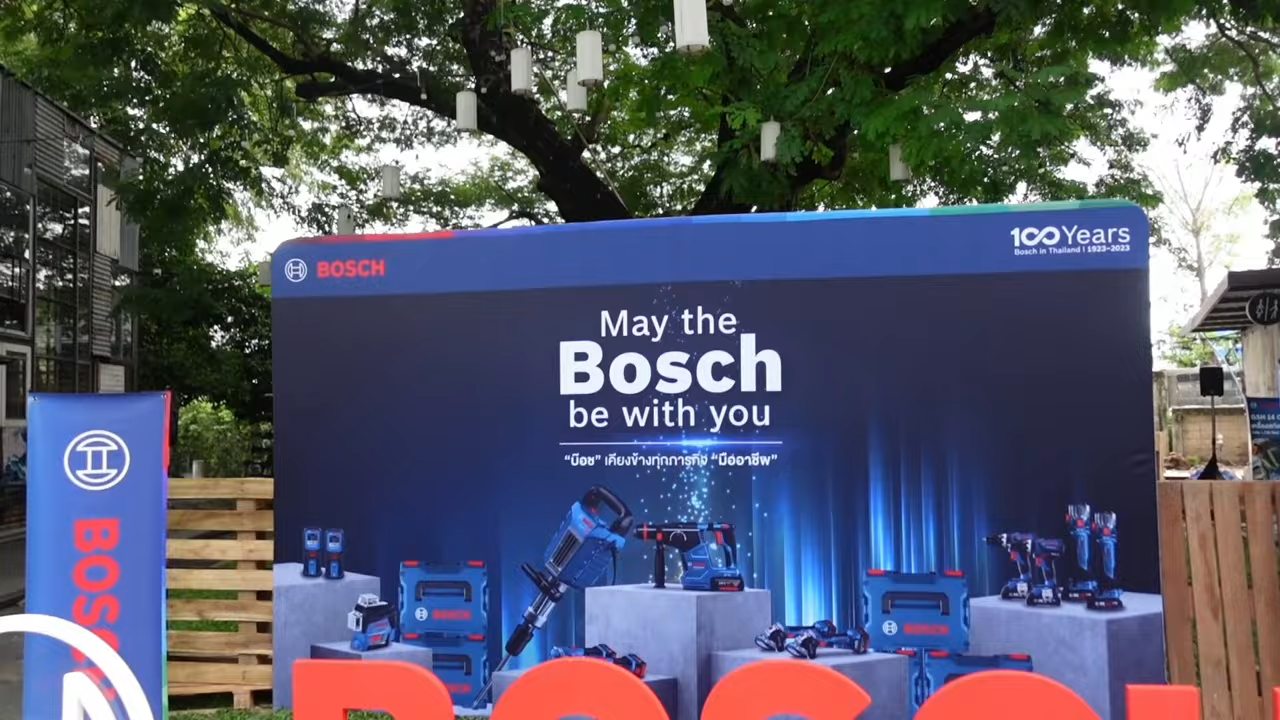 BOSCH
100 Years
Bosch in Thailand | 1923-2023
May the
Bosch
be with you
“บ๊อช” เคียงข้างทุกภารกิจ “มืออาชีพ”
BOSCH
BOSCH
BOSCH
BOSCH